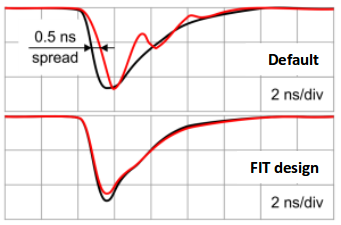 0.5 ns
spread
Default
2 ns/div
FIT design
2 ns/div